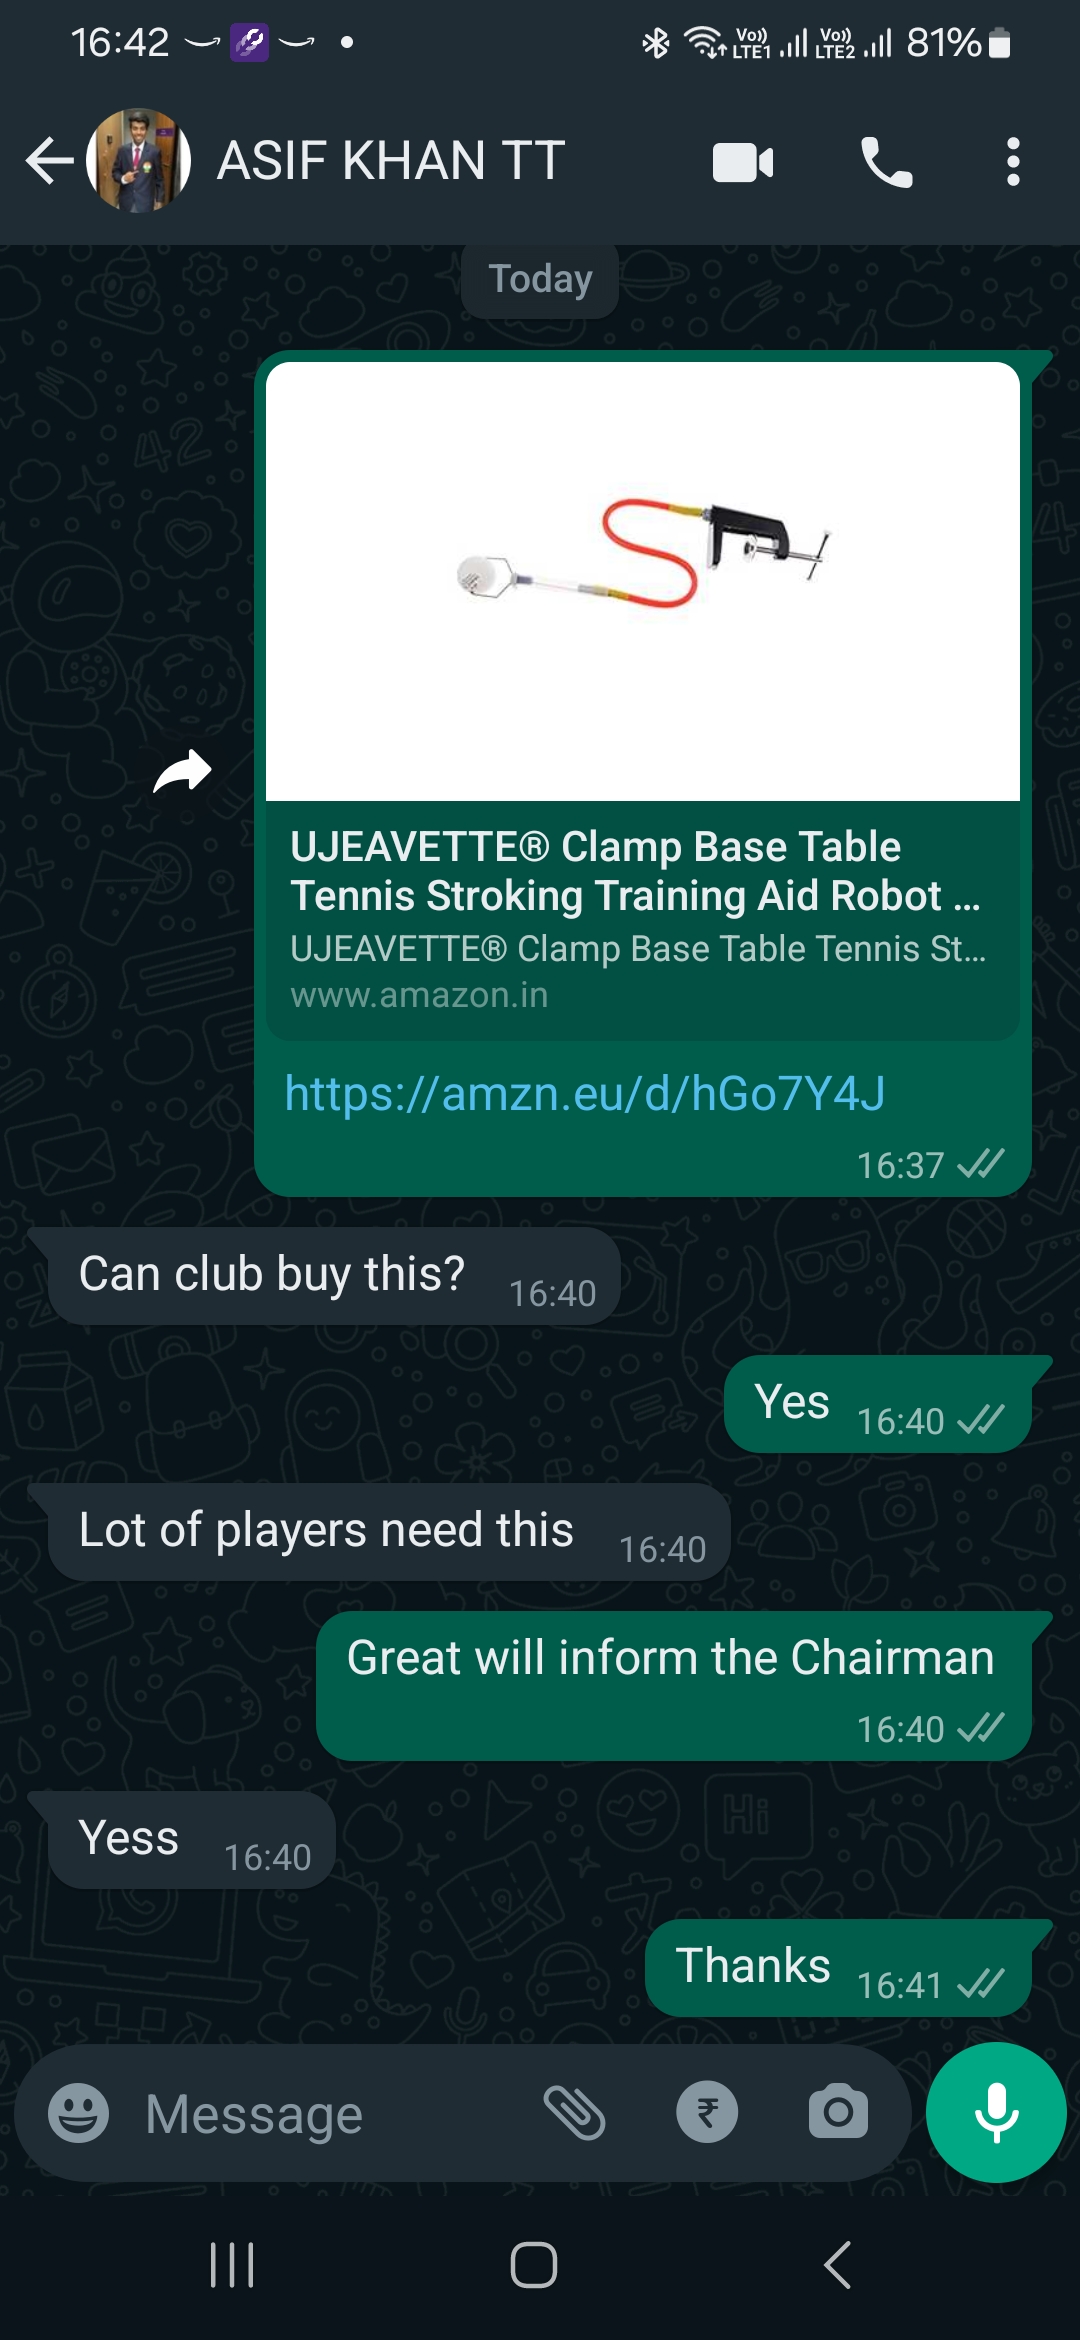 16:42
Vo)) LTE1
Vo)) LTE2
81%
ASIF KHAN TT
Today
UJEAVETTE® Clamp Base Table
Tennis Stroking Training Aid Robot ...
UJEAVETTE® Clamp Base Table Tennis St...
www.amazon.in
https://amzn.eu/d/hGo7Y4J
16:37
Can club buy this? 16:40
Yes 16:40
Lot of players need this 16:40
Great will inform the Chairman
16:40
Yess 16:40
Thanks 16:41
Message ₹